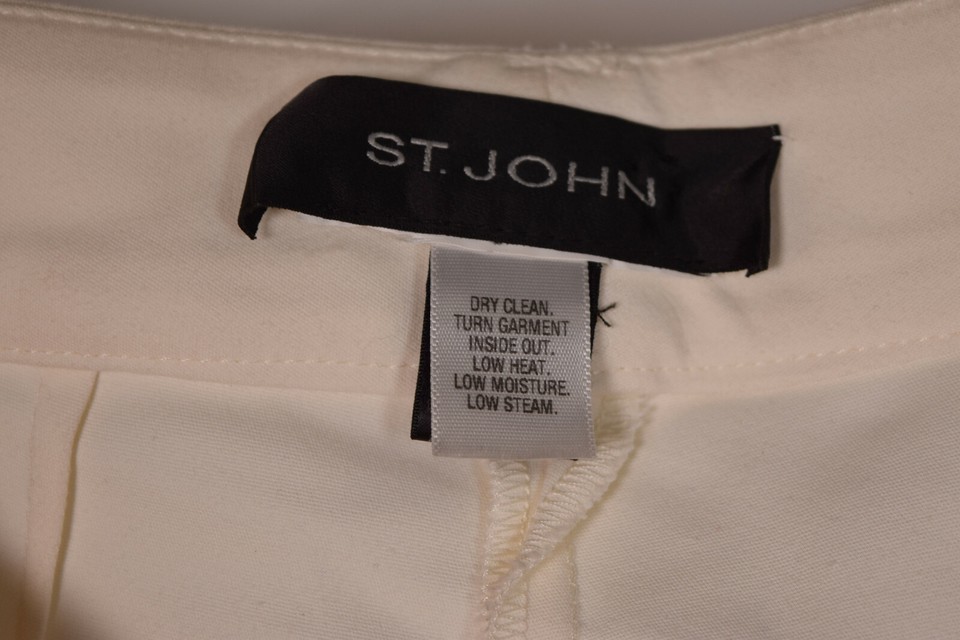 ST. JOHN
DRY CLEAN.
TURN GARMENT
INSIDE OUT.
LOW HEAT.
LOW MOISTURE.
LOW STEAM.